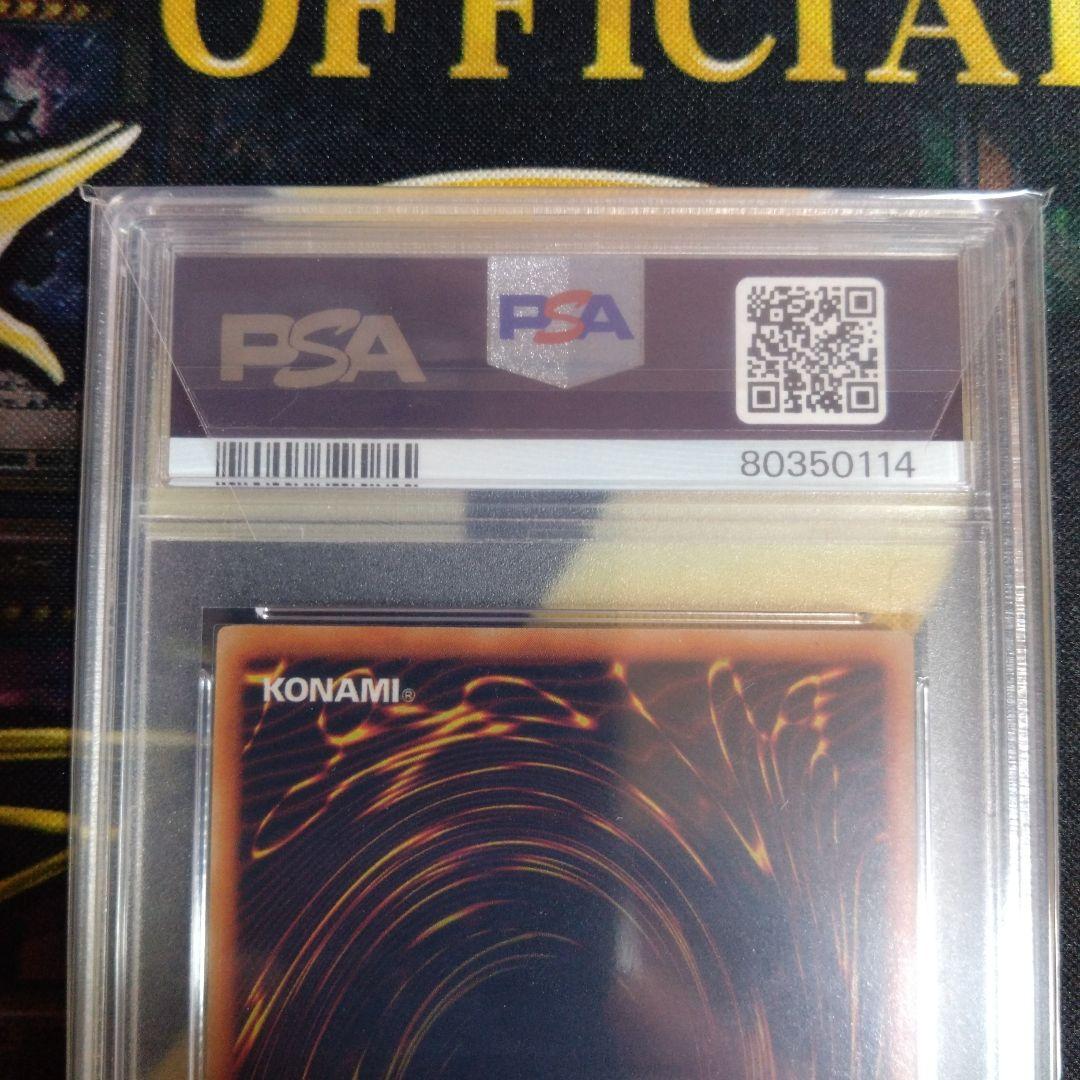 OFFICIAL
PSA
PSA
80350114
KONAMI®